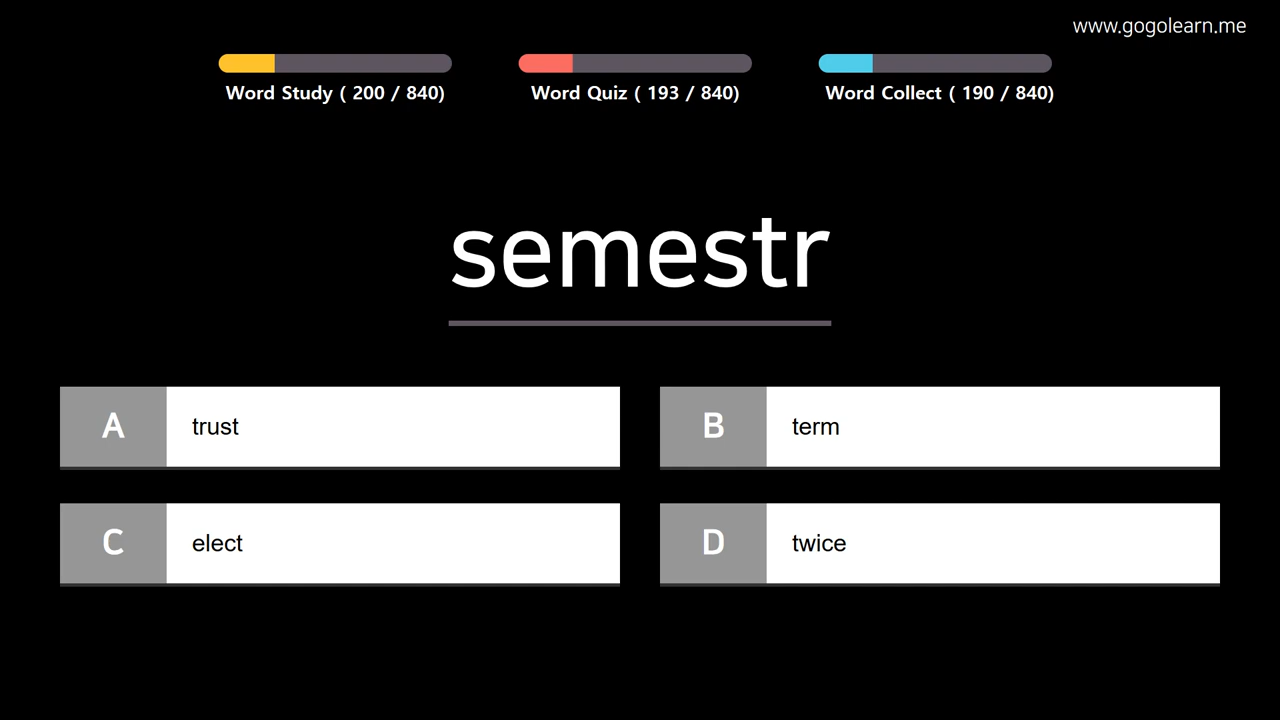 www.gogolearn.me
Word Study ( 200 / 840)
Word Quiz ( 193 / 840)
Word Collect ( 190 / 840)
semestr
A trust
B term
C elect
D twice